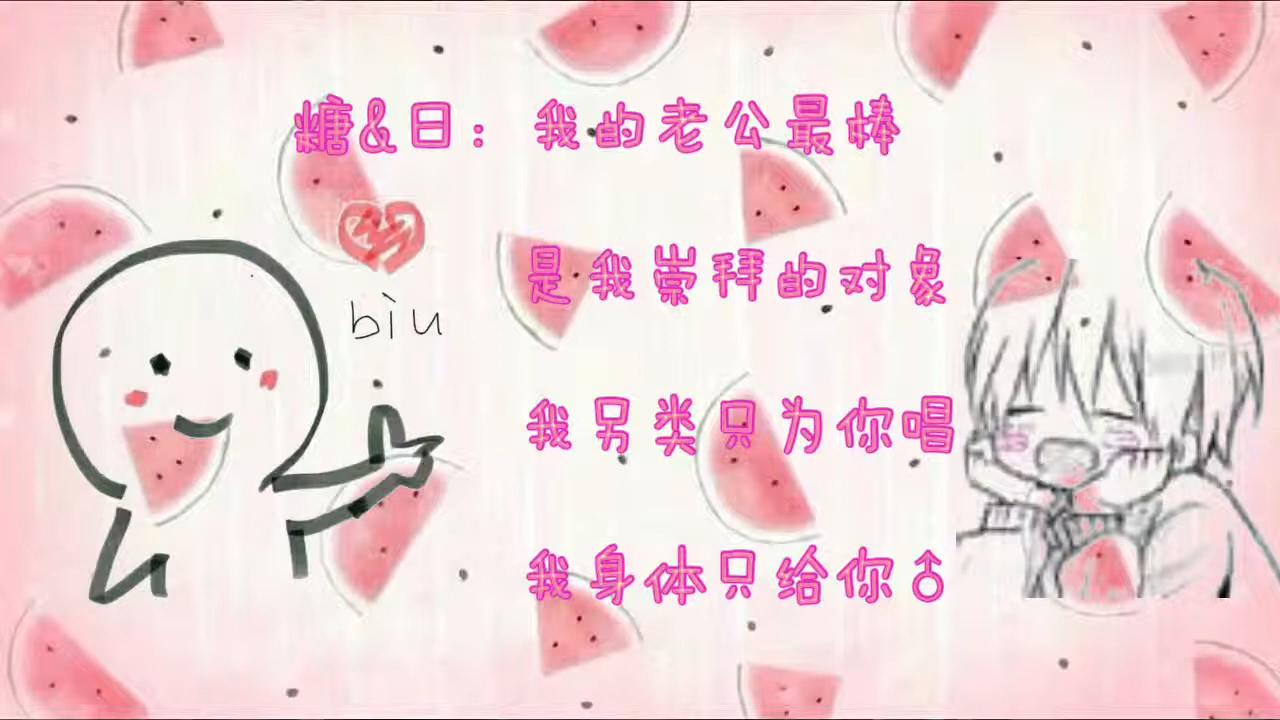 糖&日：我的老公最棒
biu
是我崇拜的对象
我另类只为你唱
我身体只给你♂